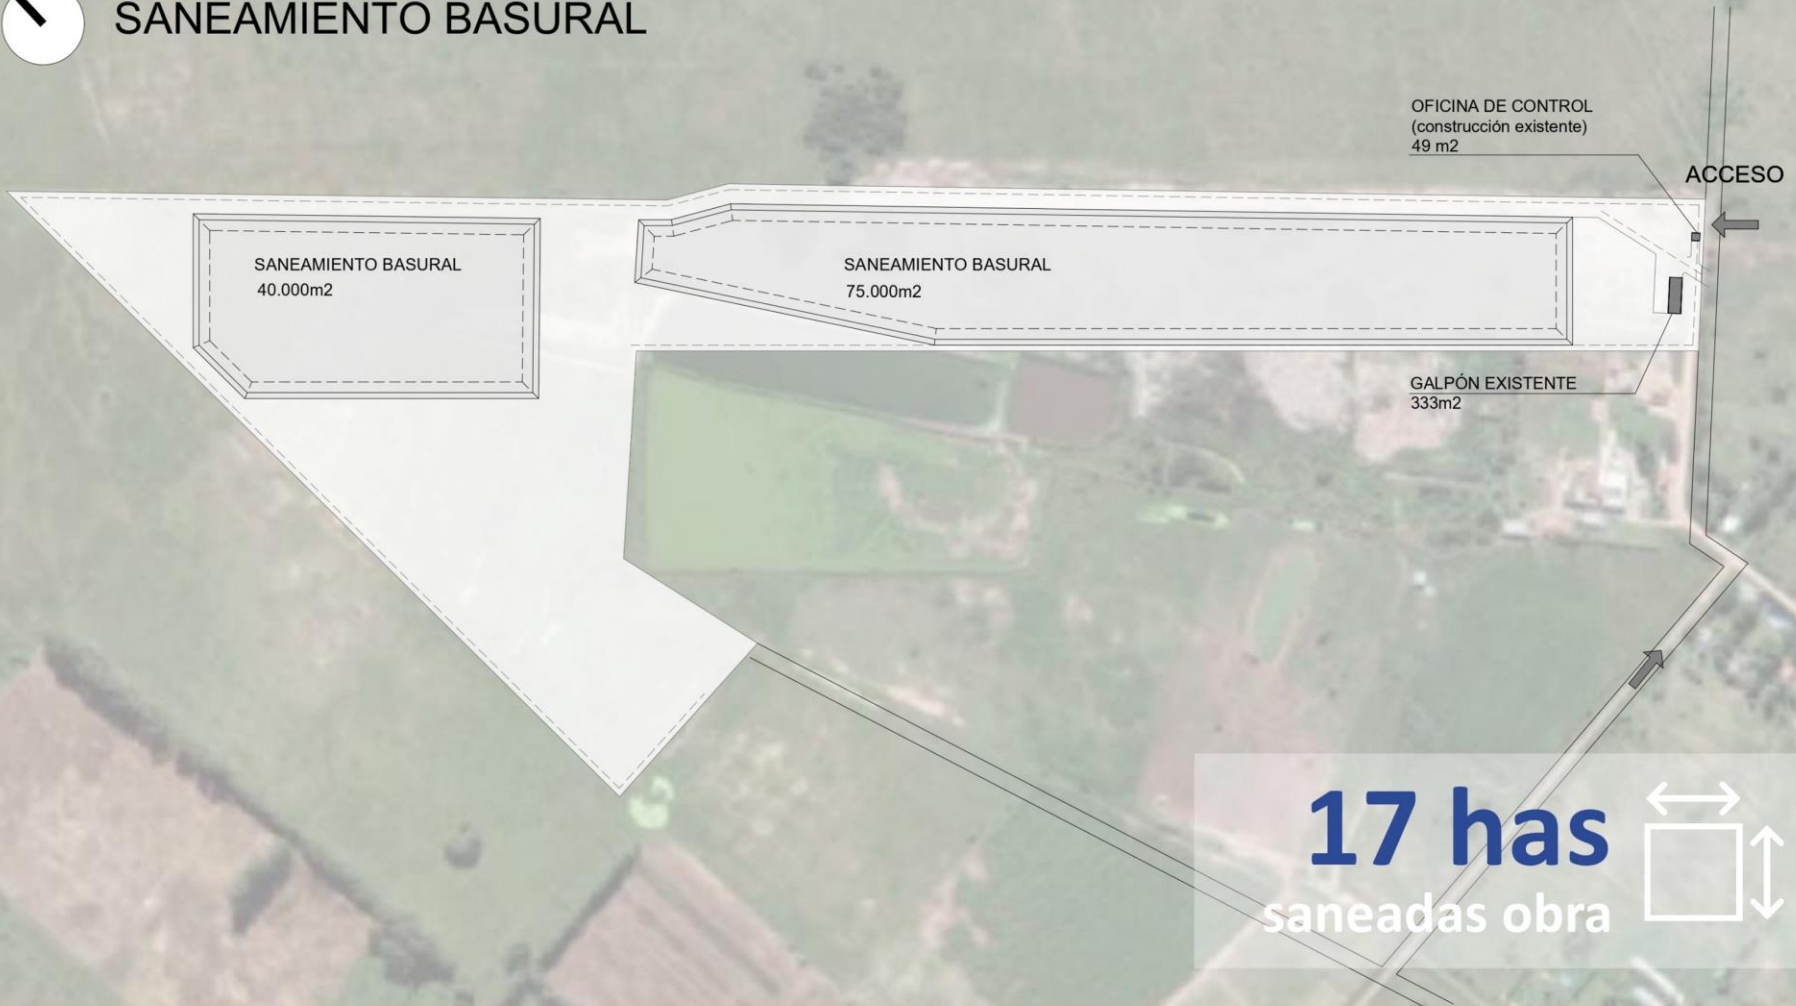 SANEAMIENTO BASURAL
OFICINA DE CONTROL
(construcción existente)
49 m2
ACCESO
SANEAMIENTO BASURAL
40.000m2
SANEAMIENTO BASURAL
75.000m2
GALPÓN EXISTENTE
333m2
17 has
saneadas obra